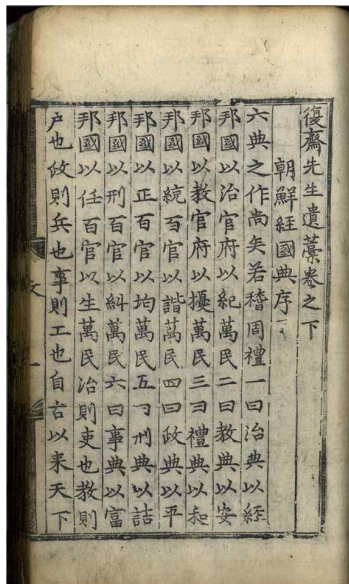 復齋先生遺藁卷之下
朝鮮經國典序
六典之作尚矣若稽周禮一曰治典以經
邦國以治官府以紀萬民二曰教典以安
邦國以教官府以擾萬民三曰禮典以和
邦國以統百官以諧萬民四曰政典以平
邦國以正百官以均萬民五曰刑典以詰
邦國以刑百官以糾萬民六曰事典以富
邦國以任百官以生萬民治則吏也教則
户也政則兵也事則工也自古以来天下